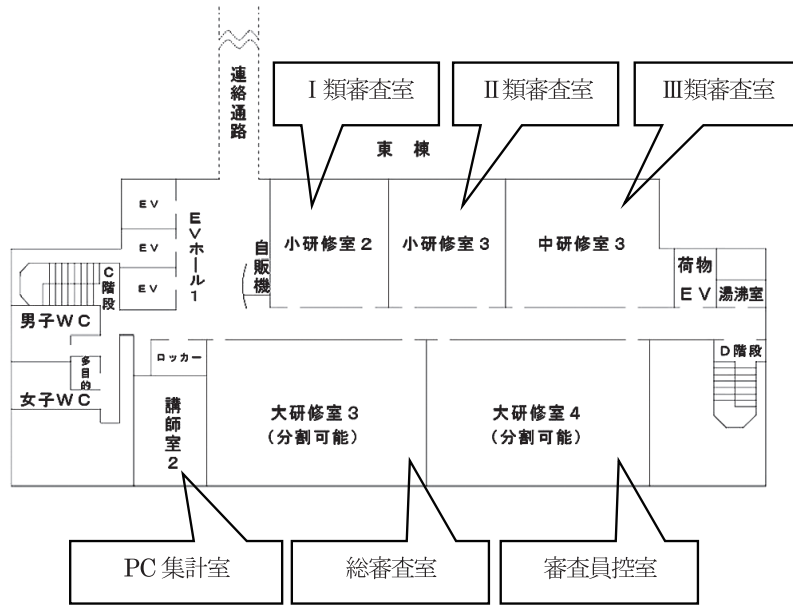 Ⅰ類審査室
Ⅱ類審査室
Ⅲ類審査室
連絡通路
東 棟
EV
EV
EV
EVホール1
自販機
小研修室2
小研修室3
中研修室3
荷物
EV
湯沸室
C階段
男子WC
多目的
女子WC
ロッカー
講師室2
大研修室3
(分割可能)
大研修室4
(分割可能)
D階段
PC 集計室
総審査室
審査員控室